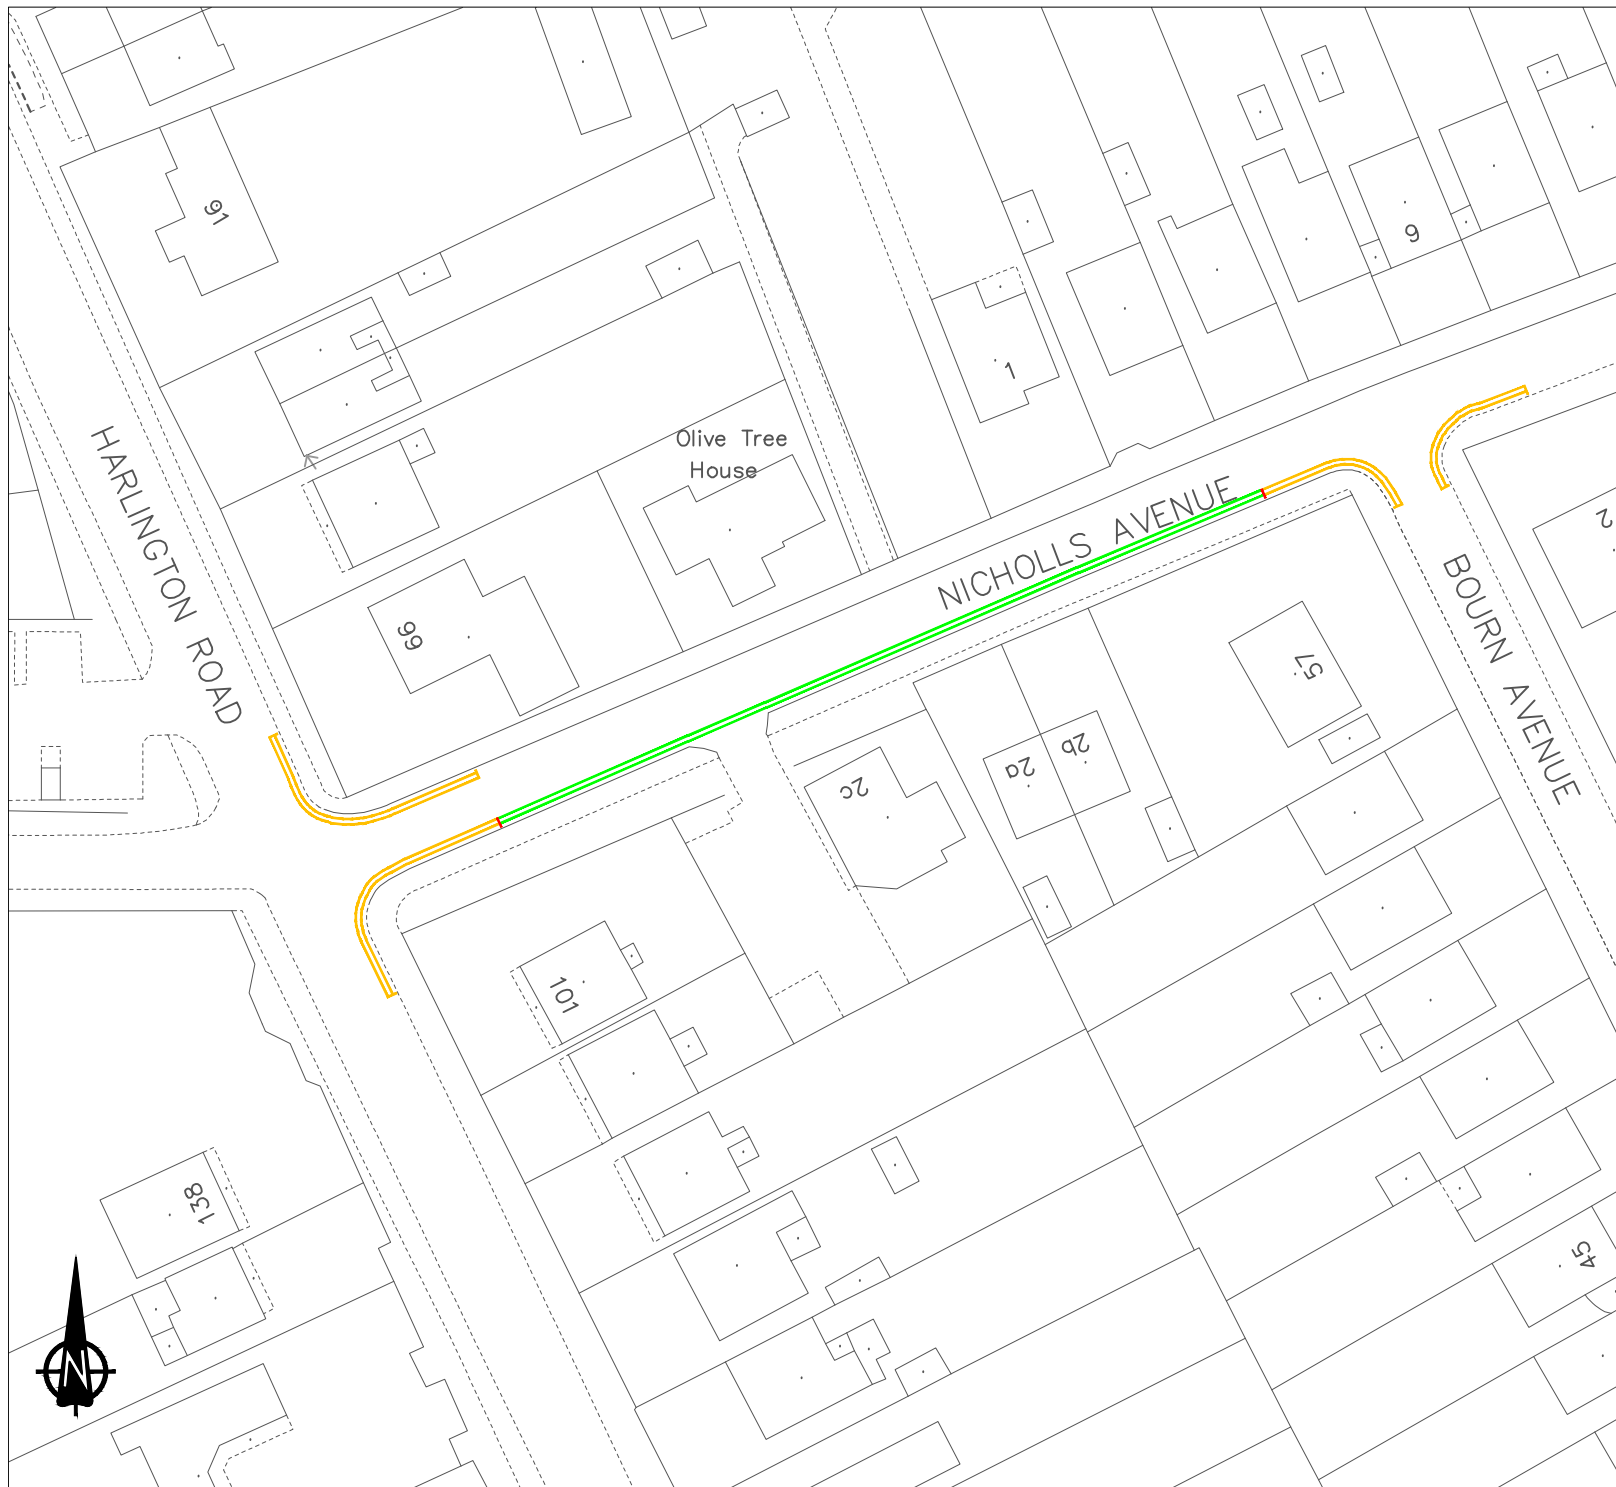 91
9
1
Olive Tree
House
HARLINGTON ROAD
NICHOLLS AVENUE
2
BOURN AVENUE
99
57
2b
2a
2c
101
138
45
N